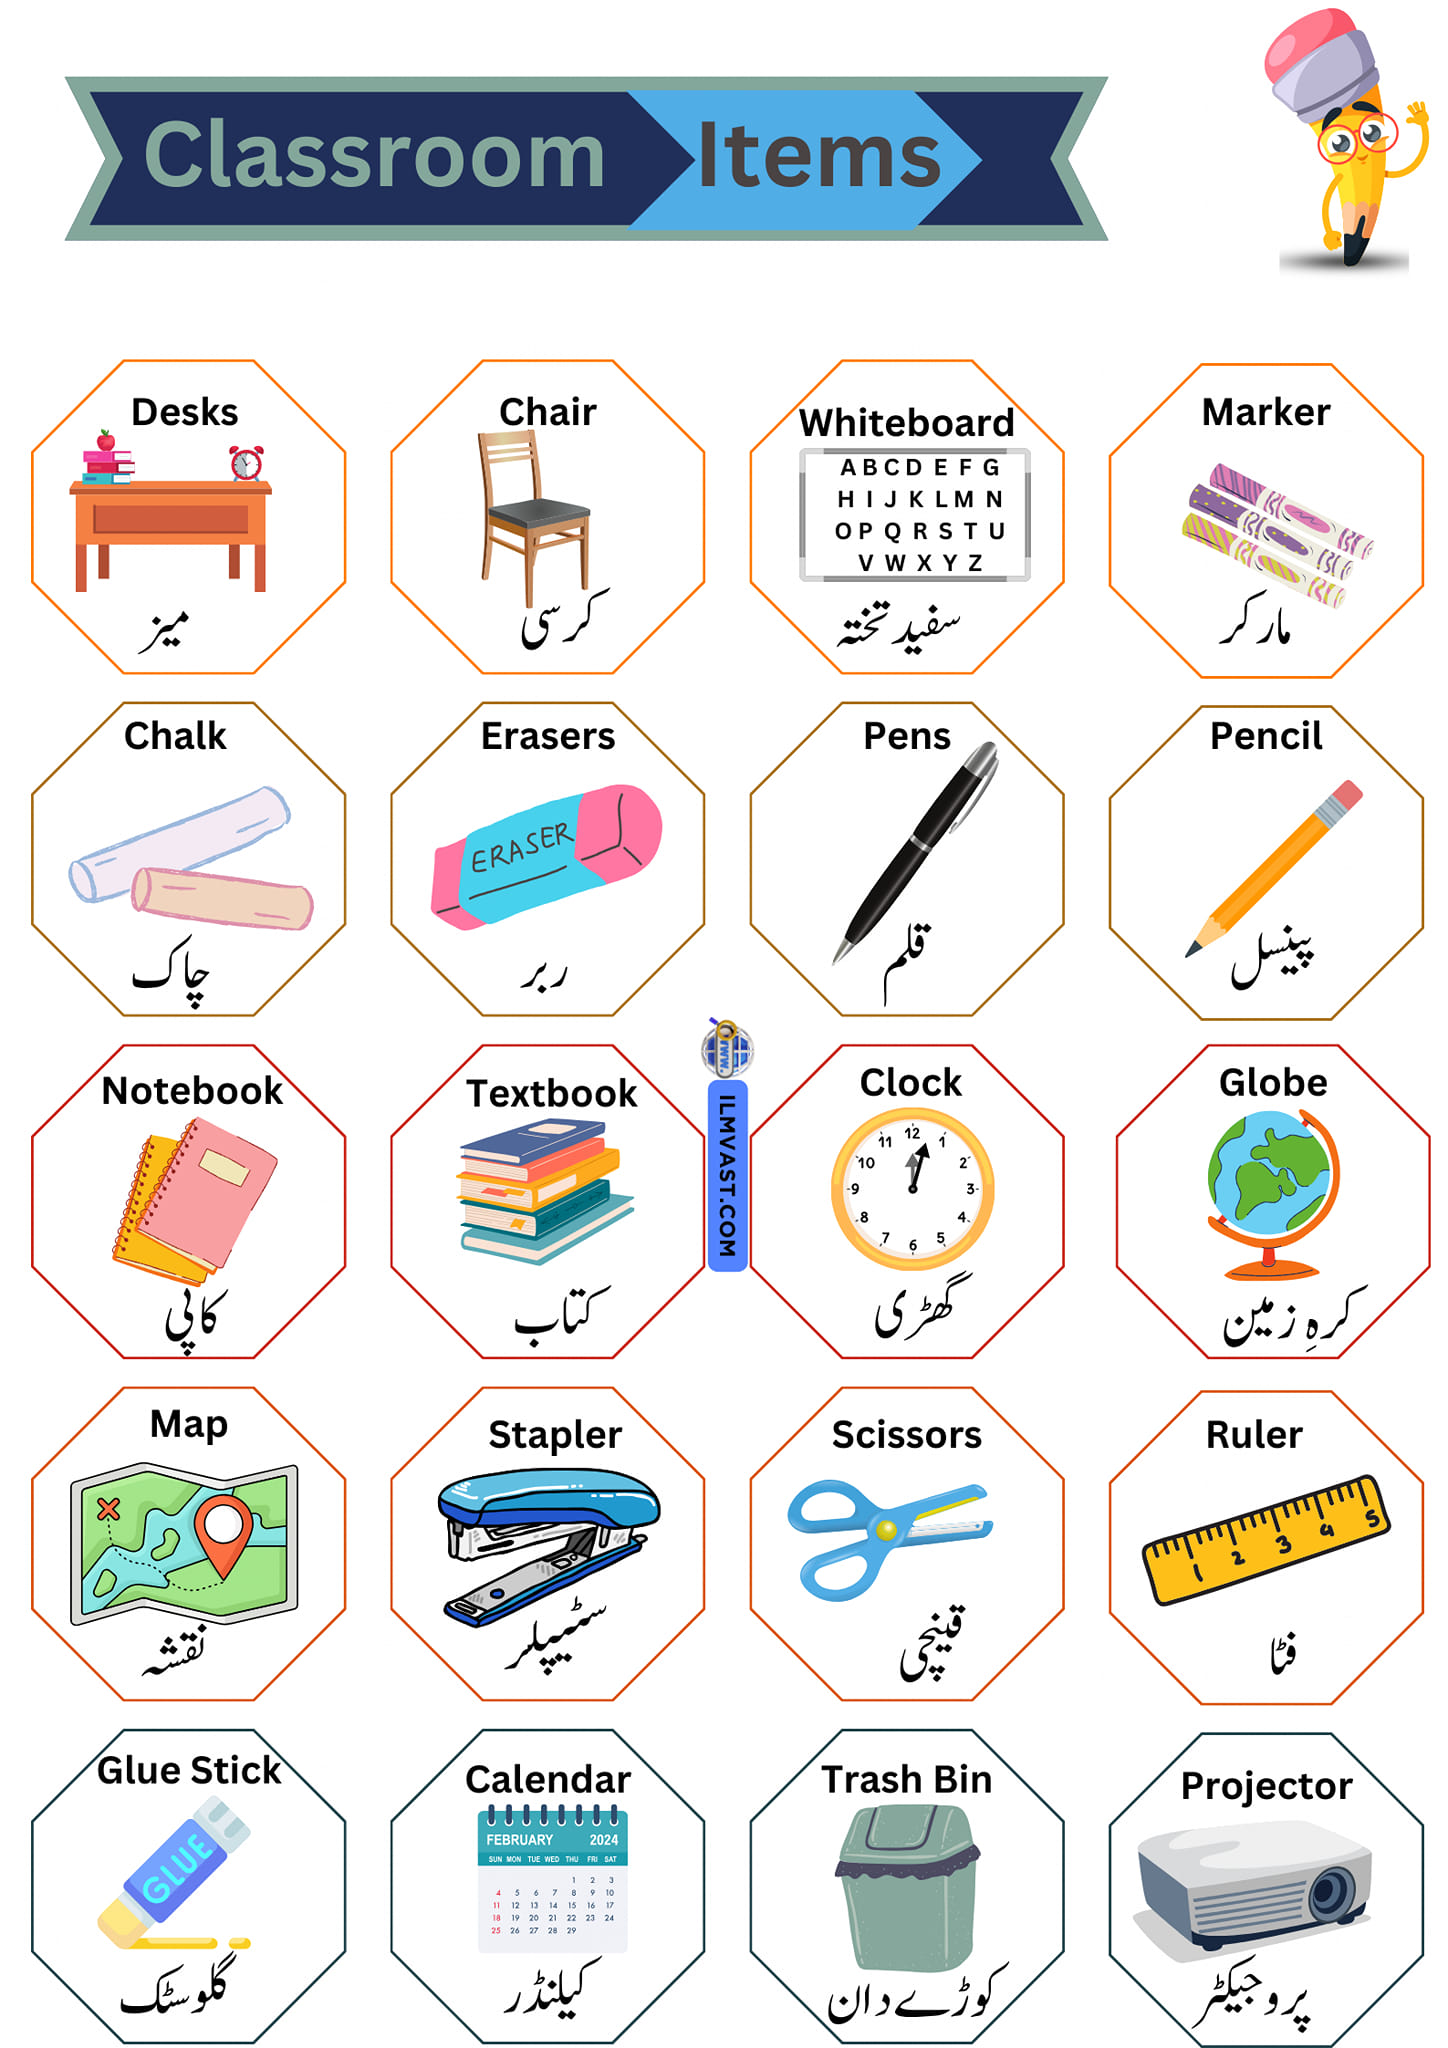 Classroom Items
Desks
میز
Chair
کرسی
Whiteboard
A B C D E F G
H I J K L M N
O P Q R S T U
V W X Y Z
سفید تختہ
Marker
مارکر
Chalk
چاک
Erasers
ERASER
ربر
Pens
قلم
Pencil
پینسل
Notebook
کاپی
Textbook
کتاب
Clock
12
1
2
3
4
5
6
7
8
9
10
11
گھڑی
Globe
کرہِ زمین
WWW.
ILMVAST.COM
Map
نقشہ
Stapler
سٹیپلر
Scissors
قینچی
Ruler
1 2 3 4 5
فٹا
Glue Stick
GLUE
گلوسٹک
Calendar
FEBRUARY 2024
SUN MON TUE WED THU FRI SAT
1 2 3
4 5 6 7 8 9 10
11 12 13 14 15 16 17
18 19 20 21 22 23 24
25 26 27 28 29
کیلنڈر
Trash Bin
کوڑے دان
Projector
پروجیکٹر